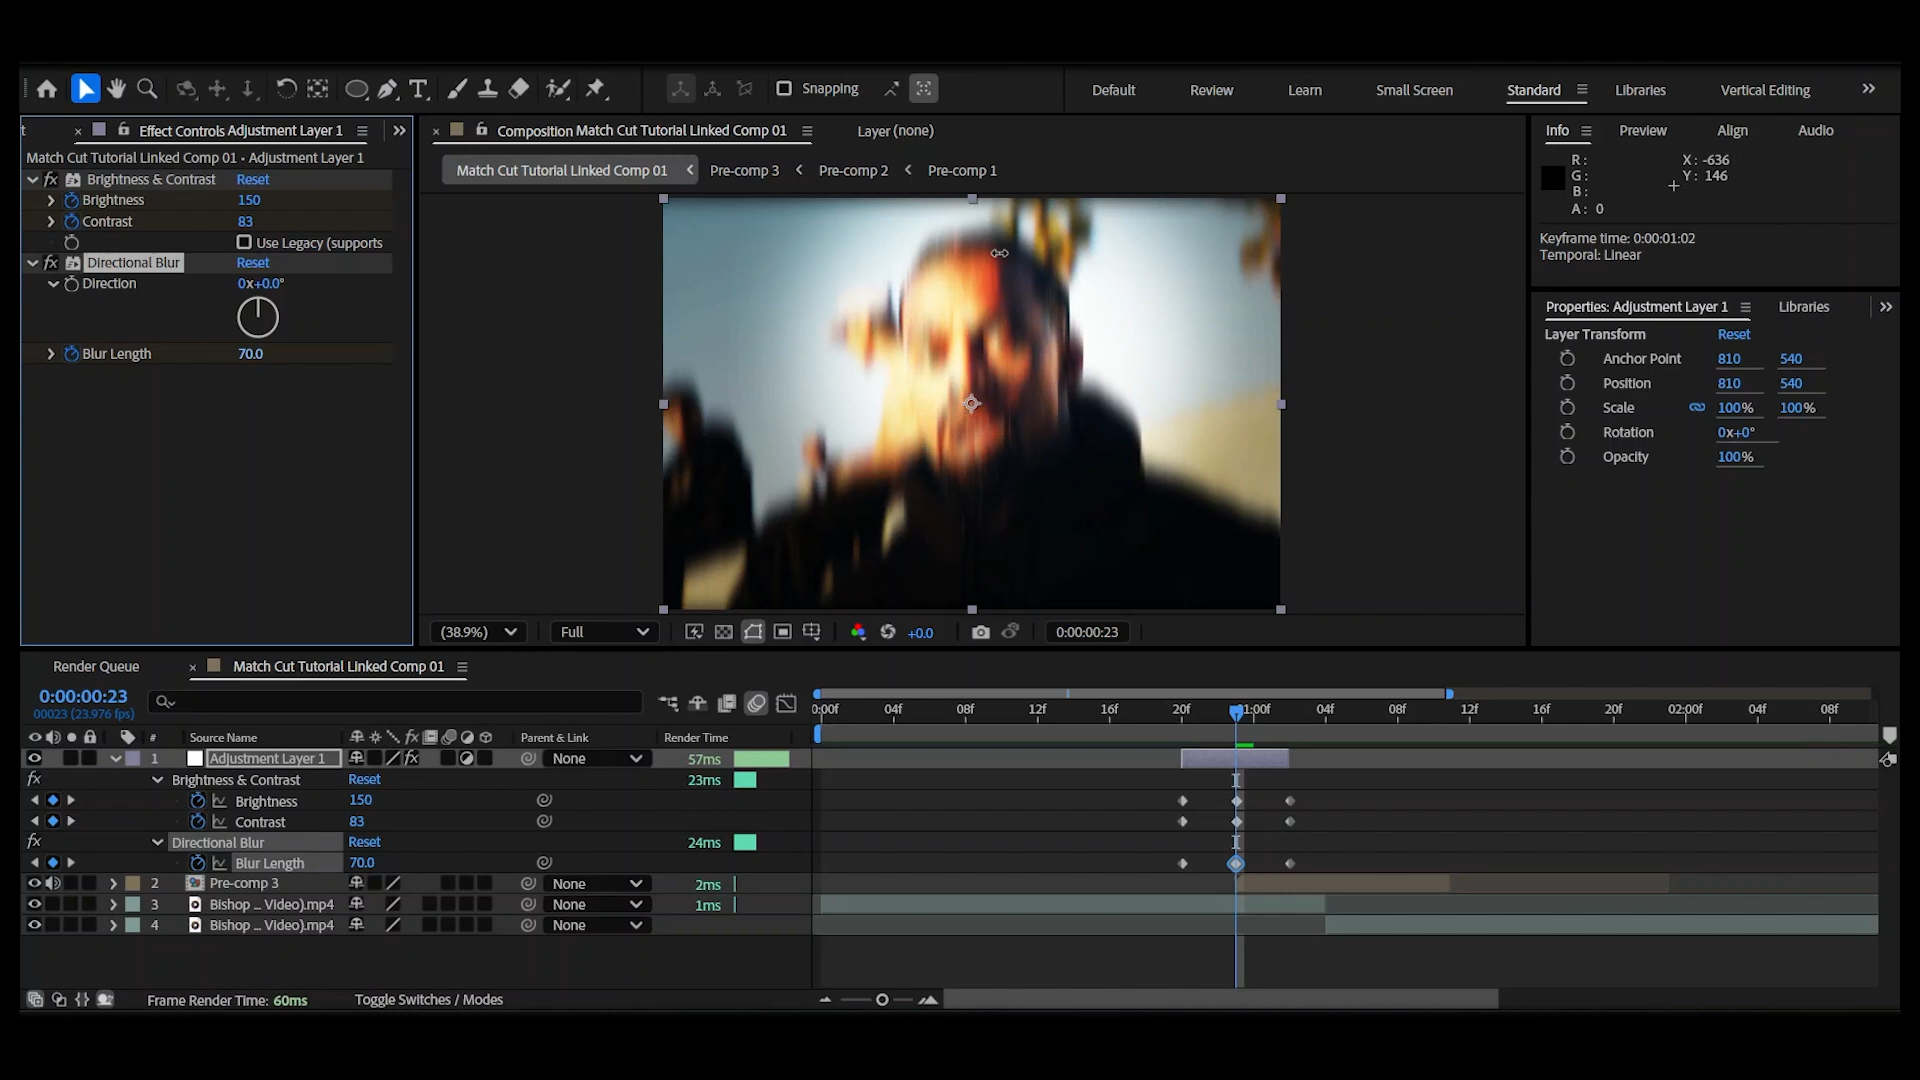 Snapping
Default
Review
Learn
Small Screen
Standard
Libraries
Vertical Editing
Effect Controls Adjustment Layer 1
Match Cut Tutorial Linked Comp 01 • Adjustment Layer 1
fx Brightness & Contrast Reset
Brightness 150
Contrast 83
Use Legacy (supports
fx Directional Blur Reset
Direction 0x+0.0°
Blur Length 70.0
Composition Match Cut Tutorial Linked Comp 01
Layer (none)
Match Cut Tutorial Linked Comp 01
Pre-comp 3
Pre-comp 2
Pre-comp 1
(38.9%)
Full
+0.0
0:00:00:23
Info
Preview
Align
Audio
R:
G:
B:
A: 0
X: -636
Y: 146
Keyframe time: 0:00:01:02
Temporal: Linear
Properties: Adjustment Layer 1
Libraries
Layer Transform Reset
Anchor Point 810 540
Position 810 540
Scale 100% 100%
Rotation 0x+0°
Opacity 100%
Render Queue
Match Cut Tutorial Linked Comp 01
0:00:00:23
00023 (23.976 fps)
0:00f 04f 08f 12f 16f 20f 01:00f 04f 08f 12f 16f 20f 02:00f 04f 08f
# Source Name fx Parent & Link Render Time
1 Adjustment Layer 1 fx None 57ms
fx Brightness & Contrast Reset 23ms
Brightness 150
Contrast 83
fx Directional Blur Reset 24ms
Blur Length 70.0
2 Pre-comp 3 None 2ms
3 Bishop ... Video).mp4 None 1ms
4 Bishop ... Video).mp4 None
Frame Render Time: 60ms
Toggle Switches / Modes